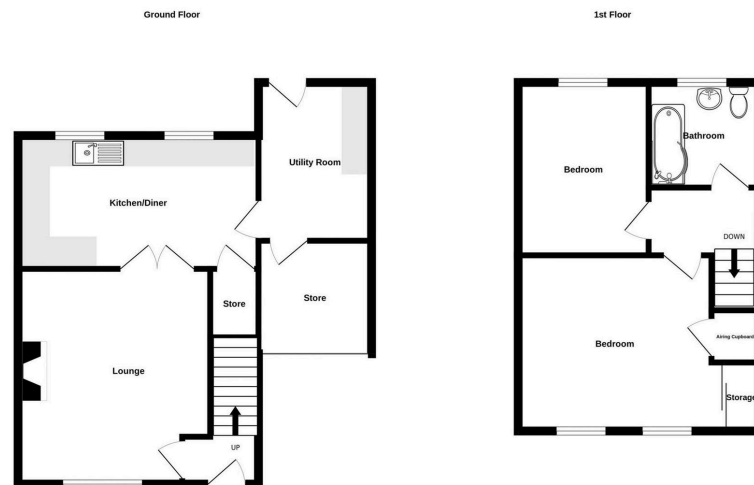 Ground Floor
1st Floor
Utility Room
Kitchen/Diner
Store
Store
Lounge
UP
Bathroom
Bedroom
DOWN
Bedroom
Airing Cupboard
Storage